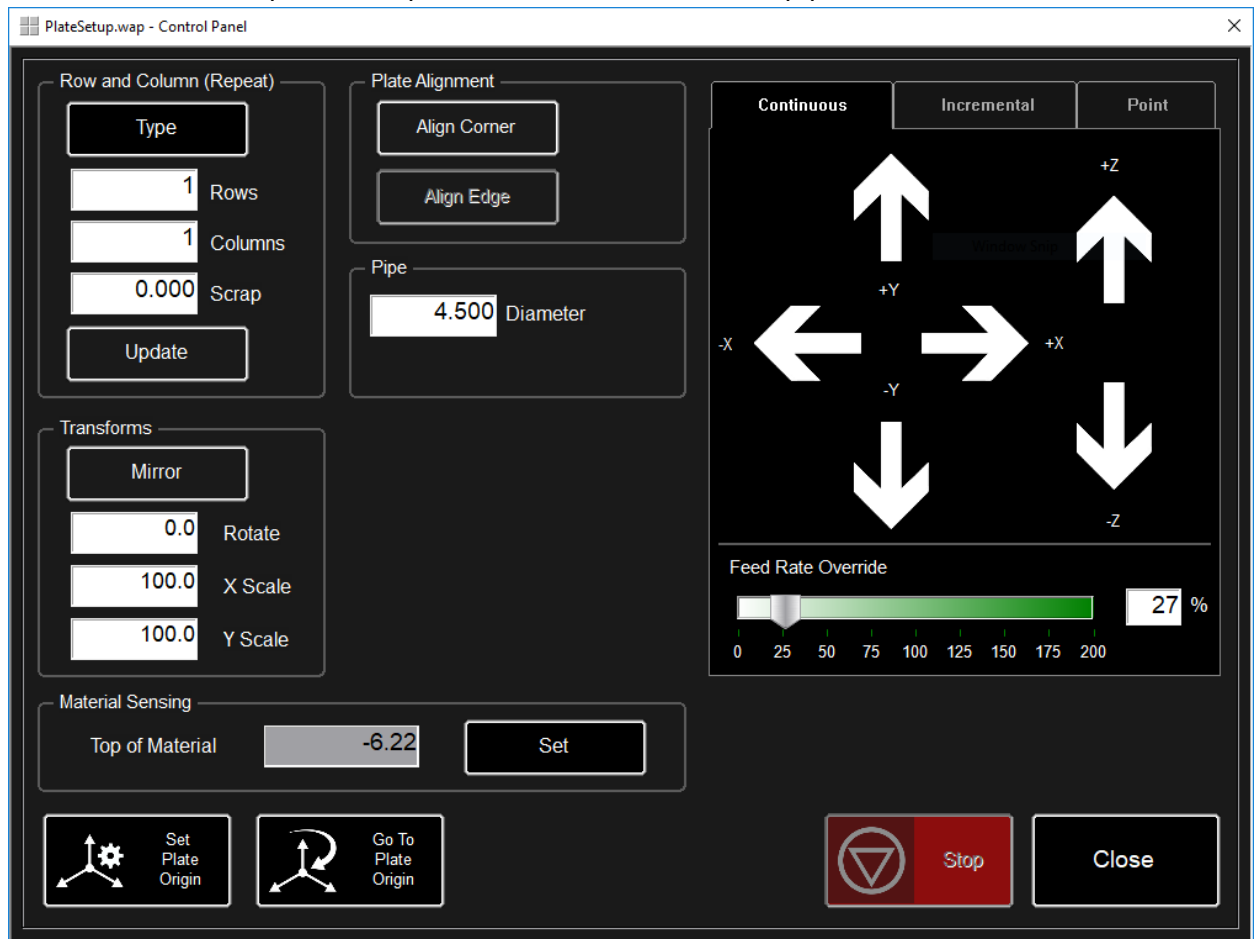 PlateSetup.wap - Control Panel
Row and Column (Repeat)
Type
1 Rows
1 Columns
0.000 Scrap
Update
Plate Alignment
Align Corner
Align Edge
Pipe
4.500 Diameter
Transforms
Mirror
0.0 Rotate
100.0 X Scale
100.0 Y Scale
Material Sensing
Top of Material -6.22 Set
Set
Plate
Origin
Go To
Plate
Origin
Continuous Incremental Point
+Z
Window Snip
+Y
-X +X
-Y
-Z
Feed Rate Override
27 %
0 25 50 75 100 125 150 175 200
Stop
Close